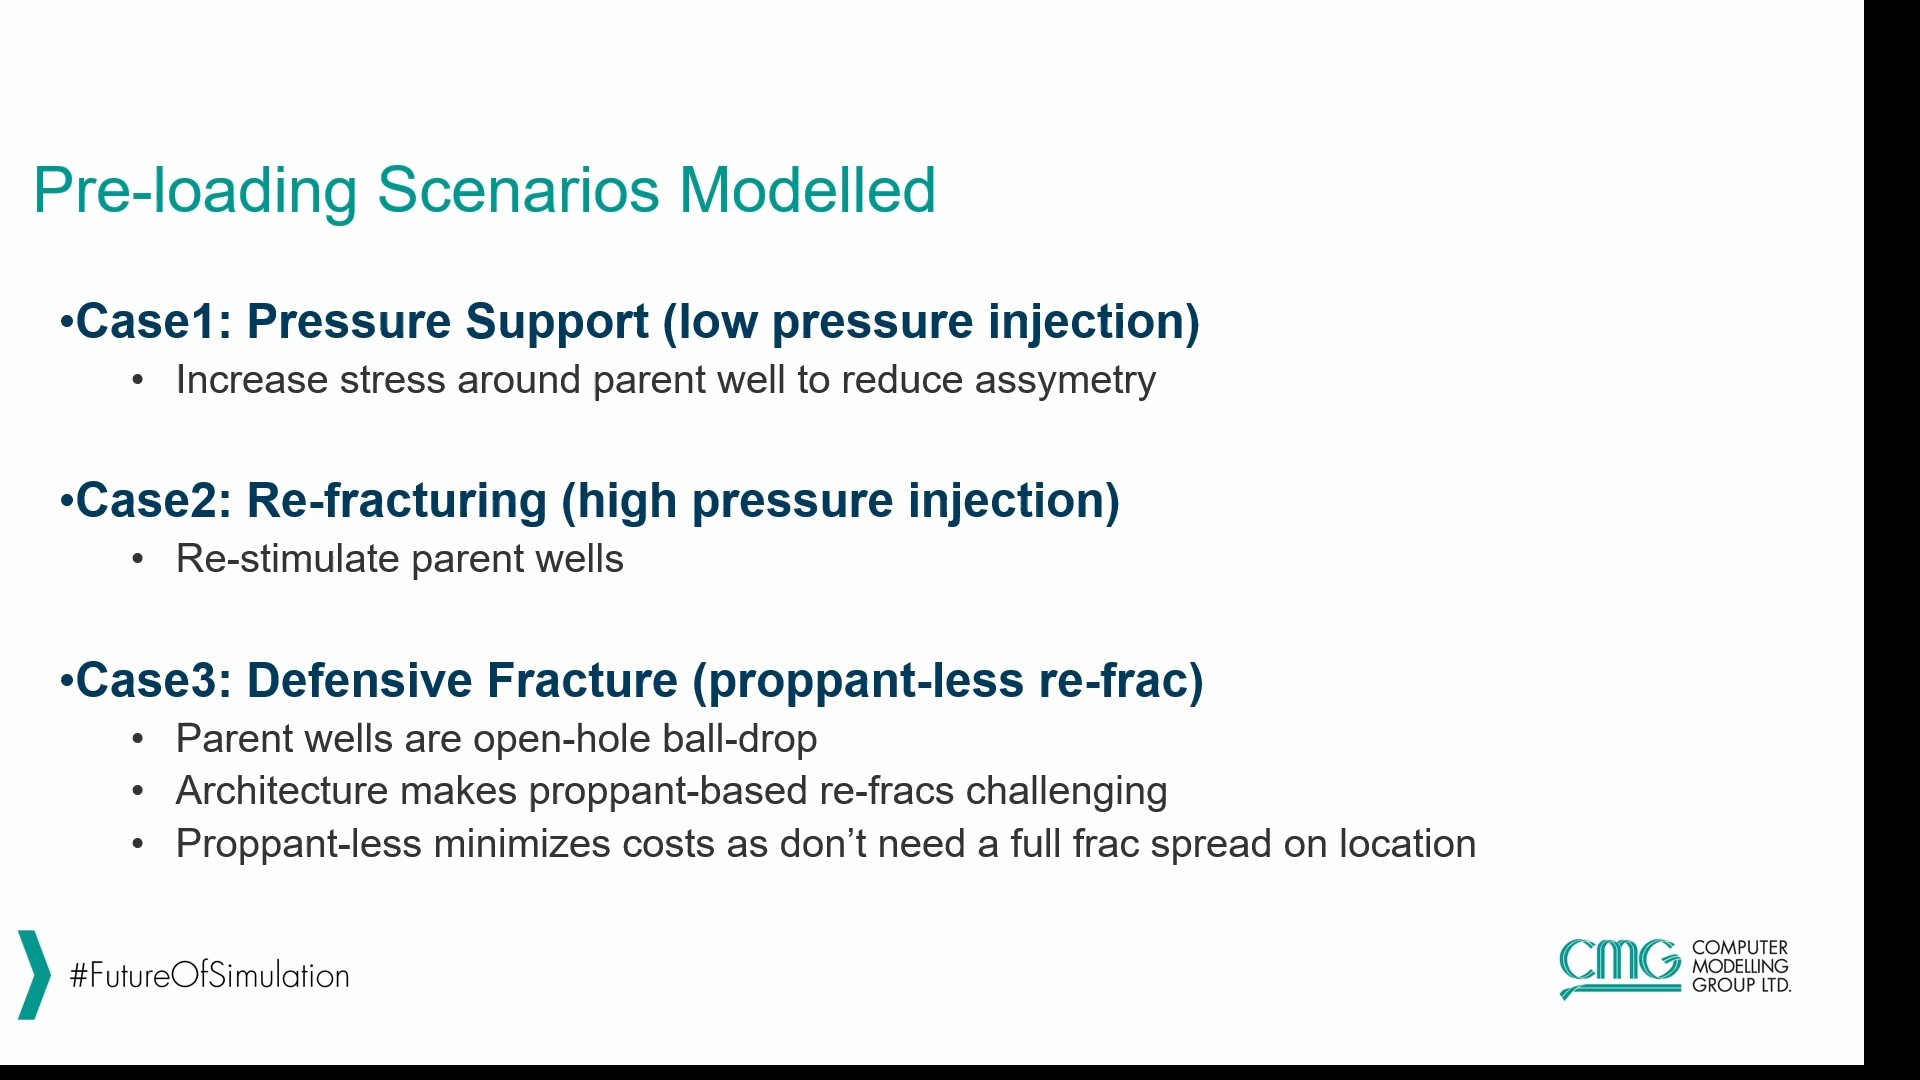 Pre-loading Scenarios Modelled
•Case1: Pressure Support (low pressure injection)
• Increase stress around parent well to reduce assymetry
•Case2: Re-fracturing (high pressure injection)
• Re-stimulate parent wells
•Case3: Defensive Fracture (proppant-less re-frac)
• Parent wells are open-hole ball-drop
• Architecture makes proppant-based re-fracs challenging
• Proppant-less minimizes costs as don’t need a full frac spread on location
#FutureOfSimulation
CMG
COMPUTER
MODELLING
GROUP LTD.